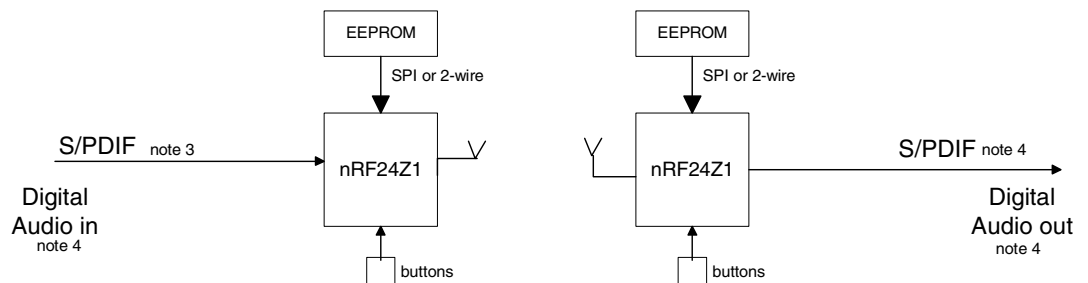 EEPROM
SPI or 2-wire
S/PDIF note 3
nRF24Z1
Digital
Audio in
note 4
buttons
EEPROM
SPI or 2-wire
nRF24Z1
S/PDIF note 4
Digital
Audio out
note 4
buttons